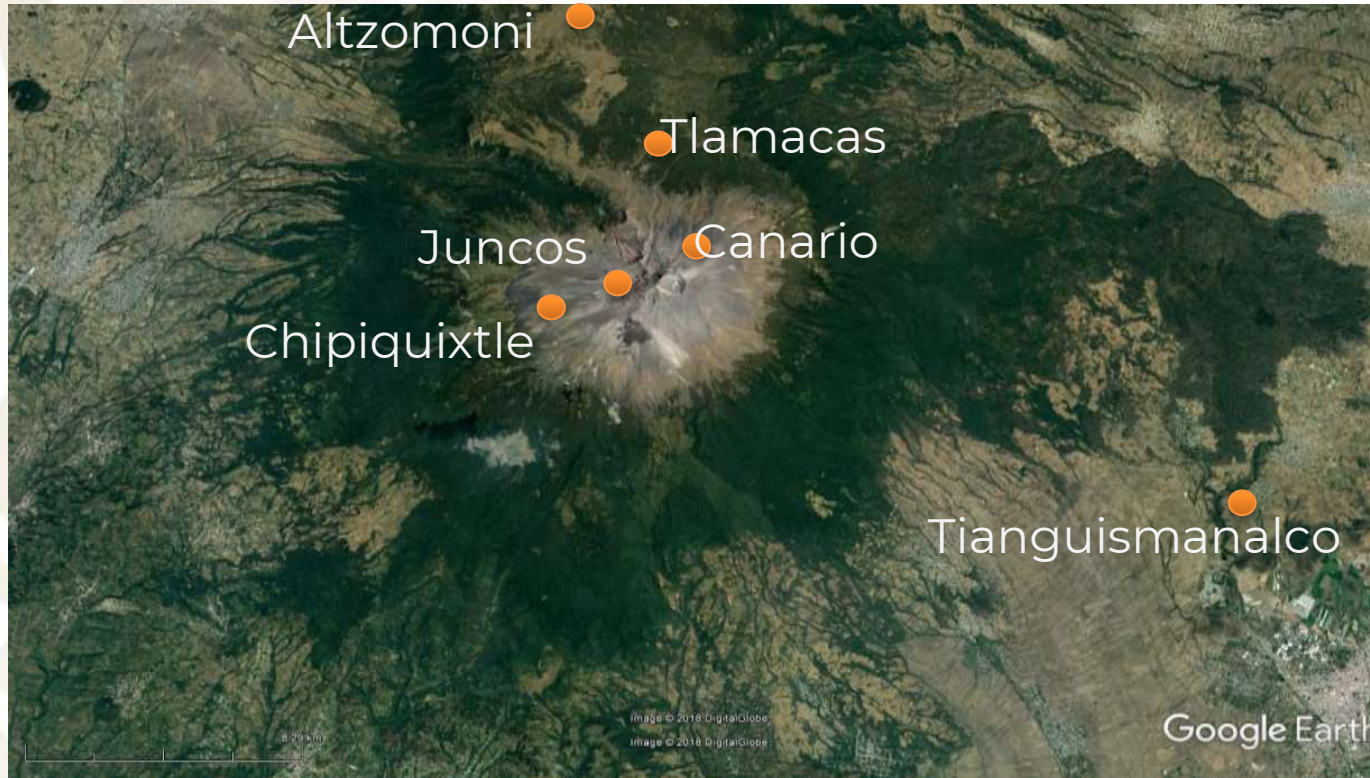 Altzomoni
Tlamacas
Juncos
Canario
Chipiquixtle
Tianguismanalco
Image © 2018 DigitalGlobe
Image © 2018 DigitalGlobe
Google Earth